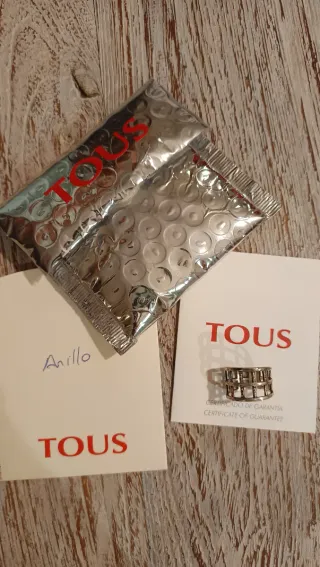 TOUS
Anillo
TOUS
TOUS
CERTIFICADO DE GARANTÍA
CERTIFICATE OF GUARANTEE